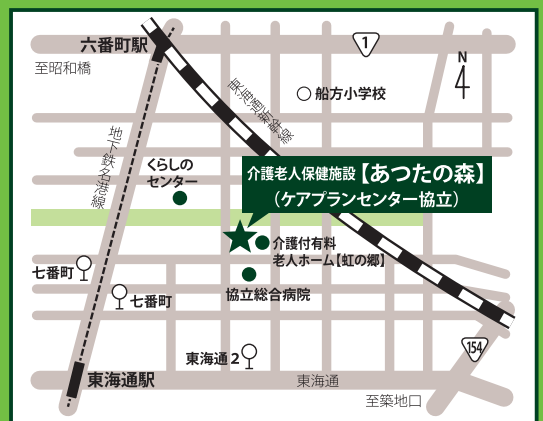 六番町駅
1
至昭和橋
N
船方小学校
東海道新幹線
地下鉄名港線
くらしの
センター
介護老人保健施設【あつたの森】
(ケアプランセンター協立)
介護付有料
老人ホーム【虹の郷】
七番町
協立総合病院
七番町
東海通2
154
東海通駅
東海通
至築地口